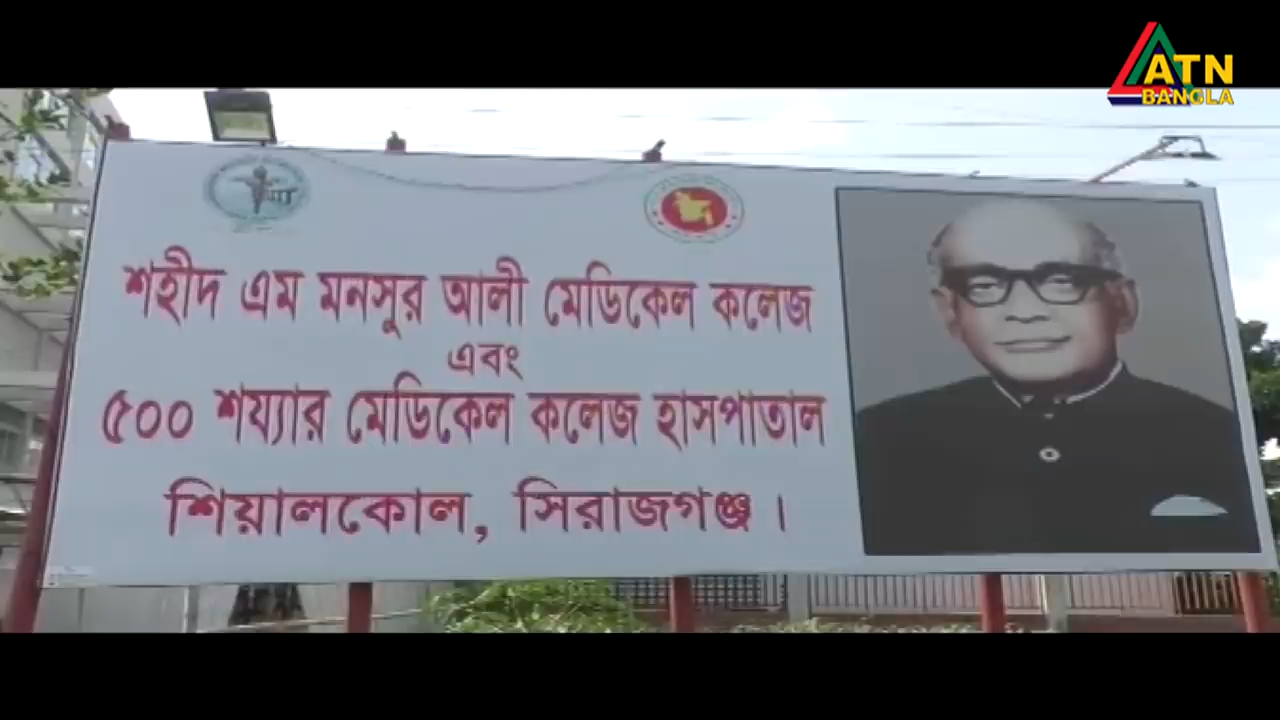 ATN
BANGLA
শহীদ এম মনসুর আলী মেডিকেল কলেজ
এবং
৫০০ শয্যার মেডিকেল কলেজ হাসপাতাল
শিয়ালকোল, সিরাজগঞ্জ।